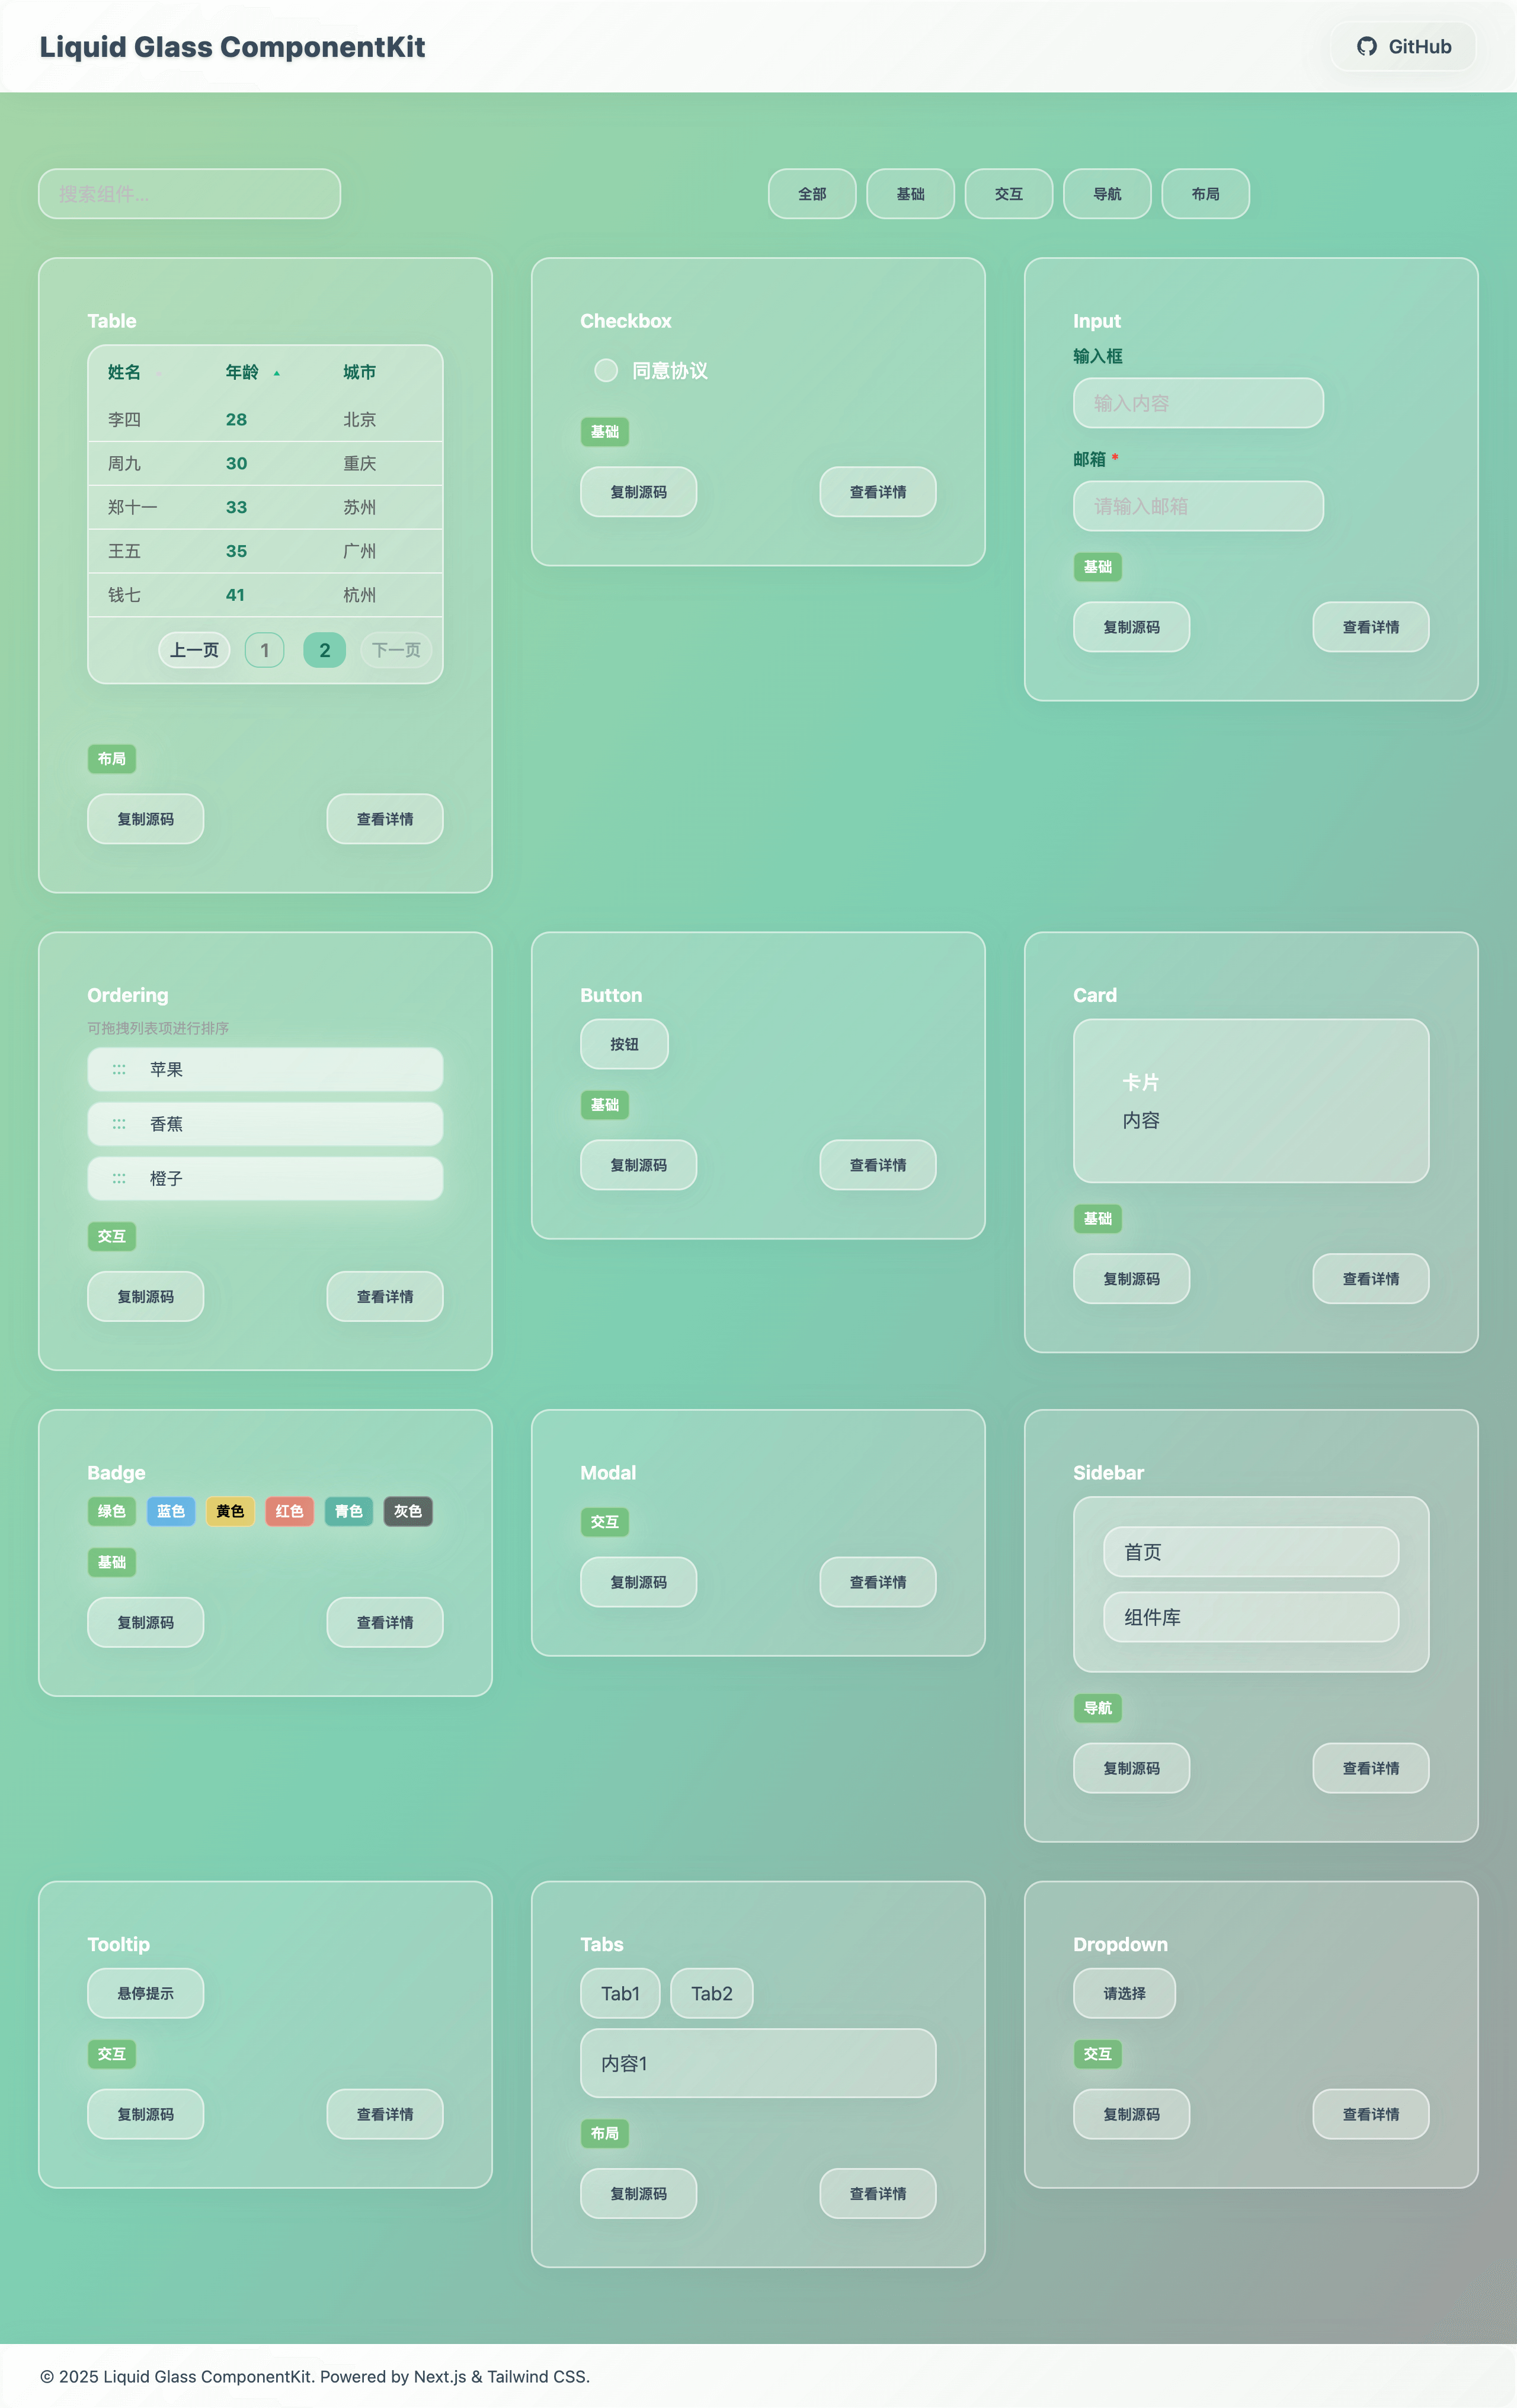 Liquid Glass ComponentKit
GitHub
搜索组件...
全部 基础 交互 导航 布局
Table
姓名 年龄 ▲ 城市
李四 28 北京
周九 30 重庆
郑十一 33 苏州
王五 35 广州
钱七 41 杭州
上一页 1 2 下一页
布局
复制源码 查看详情
Checkbox
同意协议
基础
复制源码 查看详情
Input
输入框
输入内容
邮箱 *
请输入邮箱
基础
复制源码 查看详情
Ordering
可拖拽列表项进行排序
苹果
香蕉
橙子
交互
复制源码 查看详情
Button
按钮
基础
复制源码 查看详情
Card
卡片
内容
基础
复制源码 查看详情
Badge
绿色 蓝色 黄色 红色 青色 灰色
基础
复制源码 查看详情
Modal
交互
复制源码 查看详情
Sidebar
首页
组件库
导航
复制源码 查看详情
Tooltip
悬停提示
交互
复制源码 查看详情
Tabs
Tab1 Tab2
内容1
布局
复制源码 查看详情
Dropdown
请选择
交互
复制源码 查看详情
© 2025 Liquid Glass ComponentKit. Powered by Next.js & Tailwind CSS.